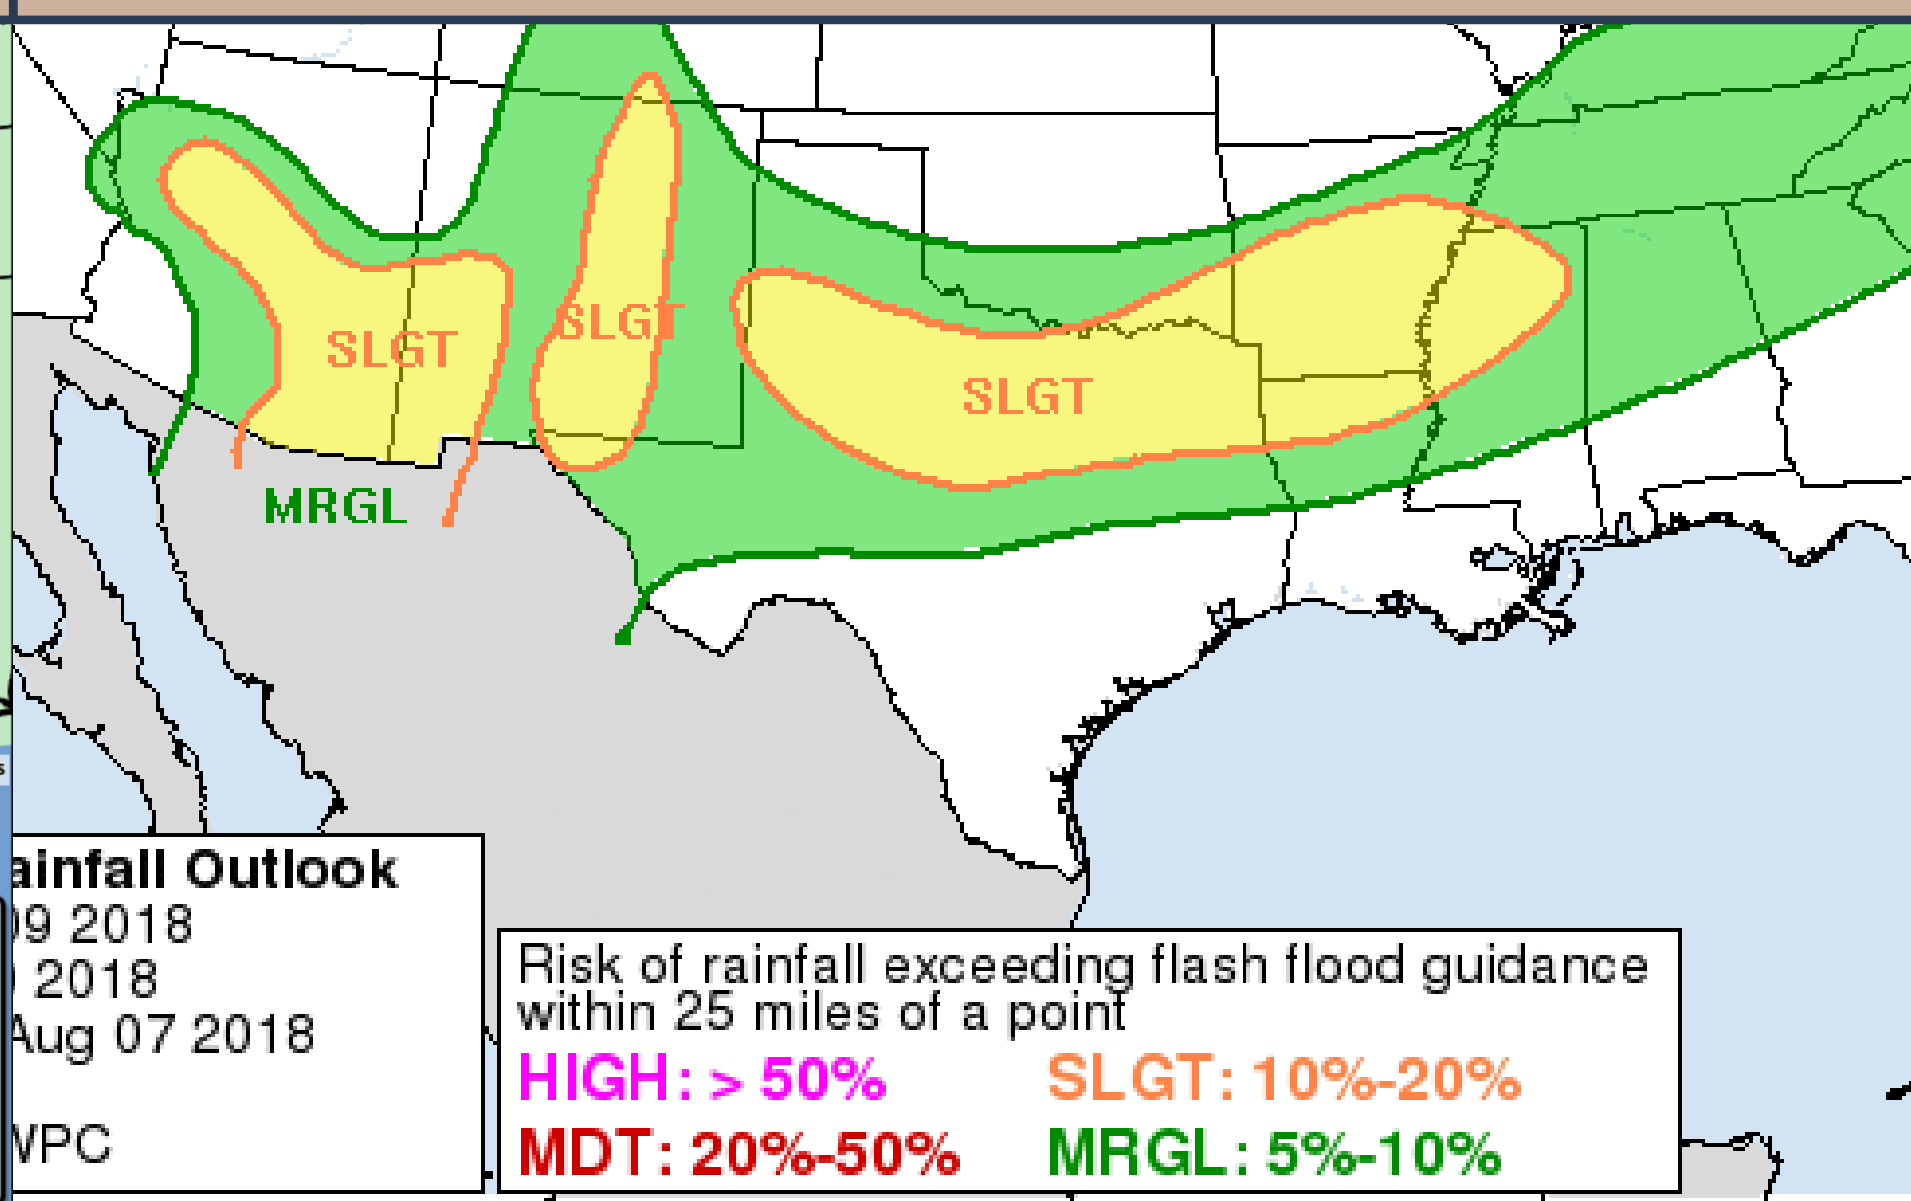 SLGT
SLGT
SLGT
MRGL
ainfall Outlook
09 2018
2018
Aug 07 2018
WPC
Risk of rainfall exceeding flash flood guidance
within 25 miles of a point
HIGH: > 50% SLGT: 10%-20%
MDT: 20%-50% MRGL: 5%-10%